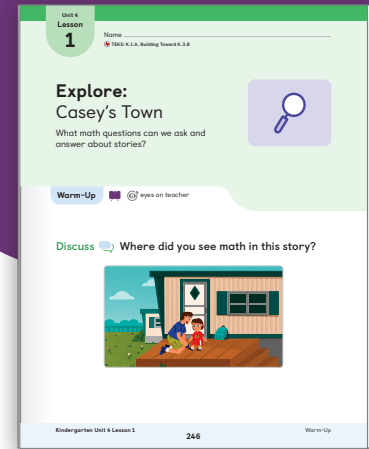 Unit 4
Lesson
1
Name
TEKS: K.1.A, Building Toward K.3.B
Explore:
Casey's Town
What math questions can we ask and
answer about stories?
Warm-Up eyes on teacher
Discuss Where did you see math in this story?
Kindergarten Unit 4 Lesson 1
246
Warm-Up